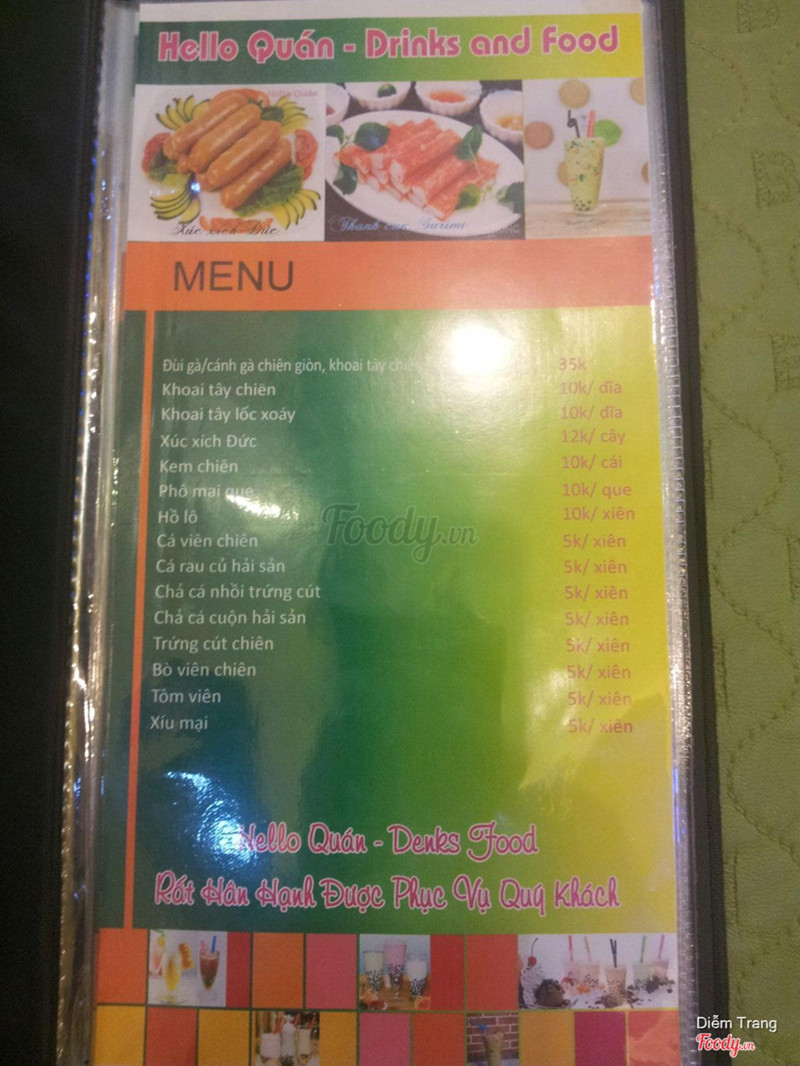 Hello Quán - Drinks and Food
Xúc xích Đức
Thanh cua Surimi
MENU
Đùi gà/cánh gà chiên giòn, khoai tây chiên 35k
Khoai tây chiên 10k/ dĩa
Khoai tây lốc xoáy 10k/ dĩa
Xúc xích Đức 12k/ cây
Kem chiên 10k/ cái
Phô mai que 10k/ que
Hồ lô 10k/ xiên
Cá viên chiên 5k/ xiên
Cá rau củ hải sản 5k/ xiên
Chả cá nhồi trứng cút 5k/ xiên
Chả cá cuộn hải sản 5k/ xiên
Trứng cút chiên 5k/ xiên
Bò viên chiên 5k/ xiên
Tôm viên 5k/ xiên
Xíu mại 5k/ xiên
Foody.vn
Hello Quán - Denks Food
Rất Hân Hạnh Được Phục Vụ Quý Khách
Diễm Trang
Foody.vn